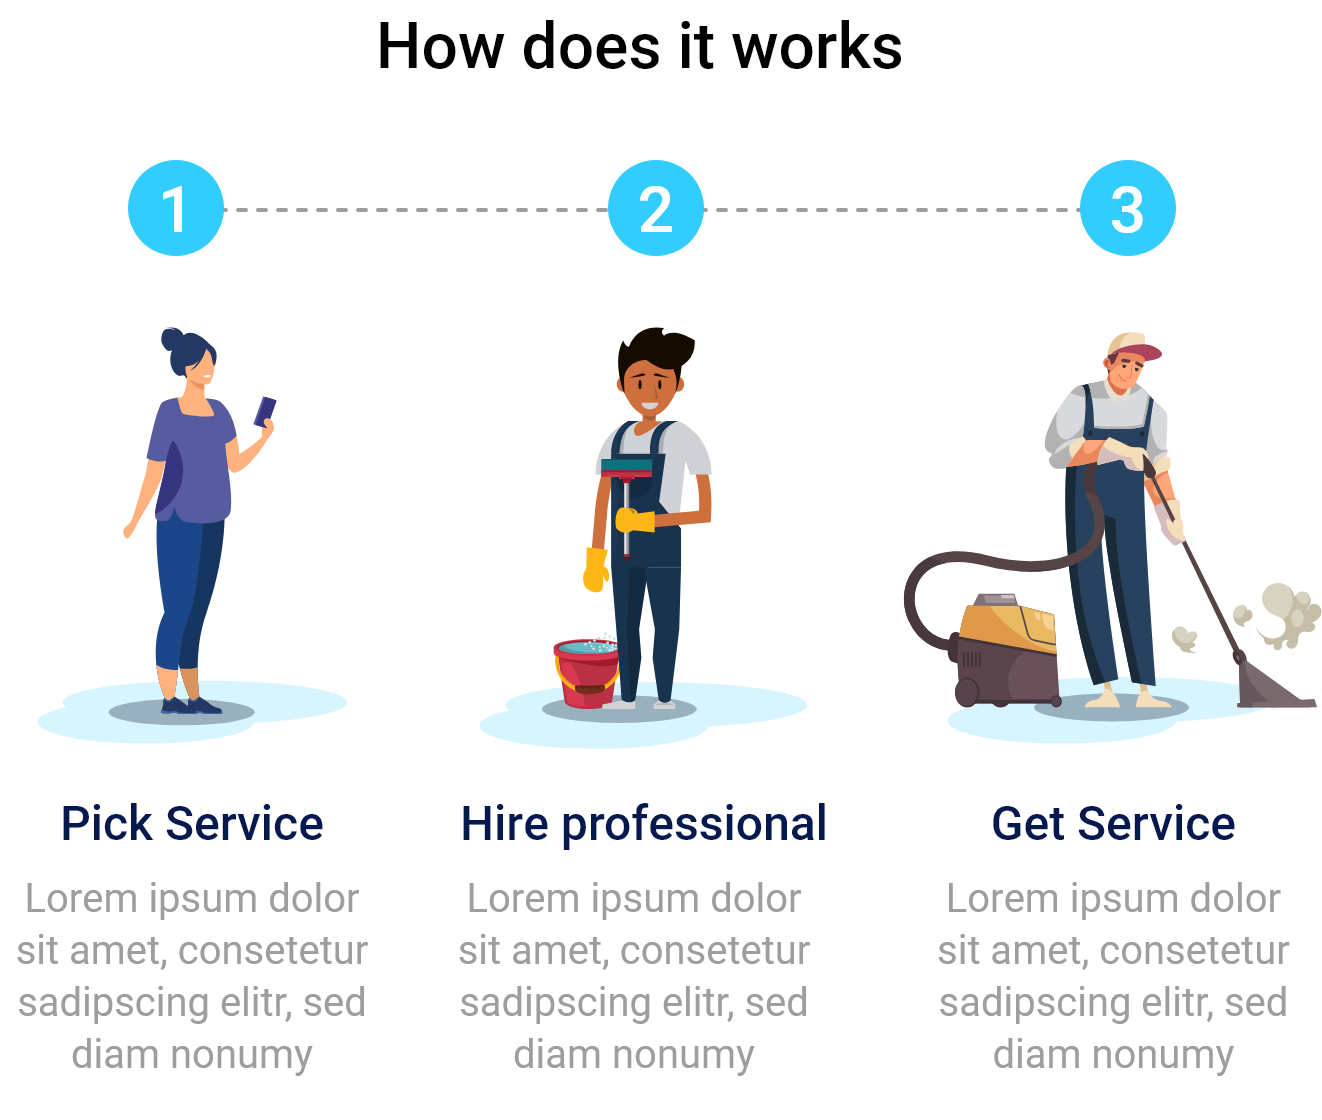 How does it works
1
2
3
Pick Service
Lorem ipsum dolor
sit amet, consetetur
sadipscing elitr, sed
diam nonumy
Hire professional
Lorem ipsum dolor
sit amet, consetetur
sadipscing elitr, sed
diam nonumy
Get Service
Lorem ipsum dolor
sit amet, consetetur
sadipscing elitr, sed
diam nonumy